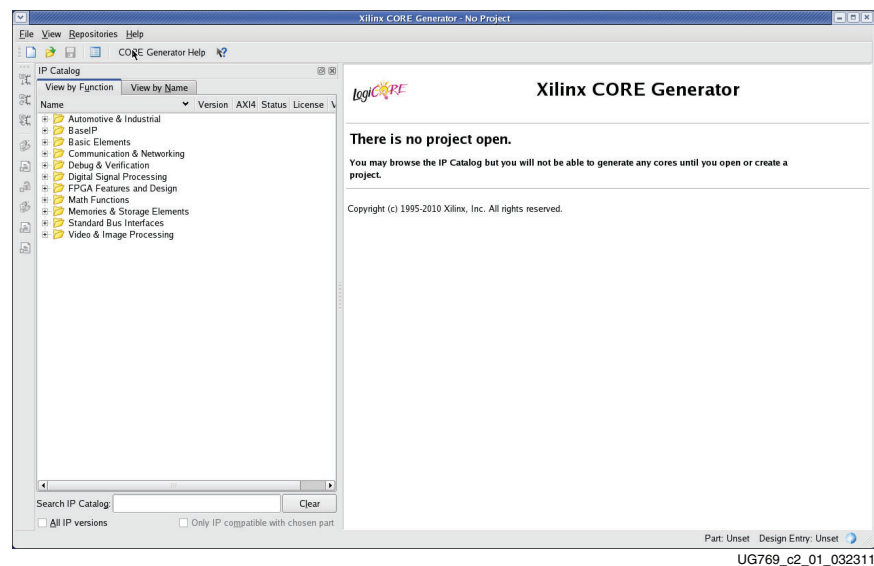 Xilinx CORE Generator - No Project
File View Repositories Help
CORE Generator Help
IP Catalog
View by Function View by Name
Name Version AXI4 Status License V
Automotive & Industrial
BaseIP
Basic Elements
Communication & Networking
Debug & Verification
Digital Signal Processing
FPGA Features and Design
Math Functions
Memories & Storage Elements
Standard Bus Interfaces
Video & Image Processing
Search IP Catalog: Clear
All IP versions Only IP compatible with chosen part
LogiCORE Xilinx CORE Generator
There is no project open.
You may browse the IP Catalog but you will not be able to generate any cores until you open or create a
project.
Copyright (c) 1995-2010 Xilinx, Inc. All rights reserved.
Part: Unset Design Entry: Unset
UG769_c2_01_032311